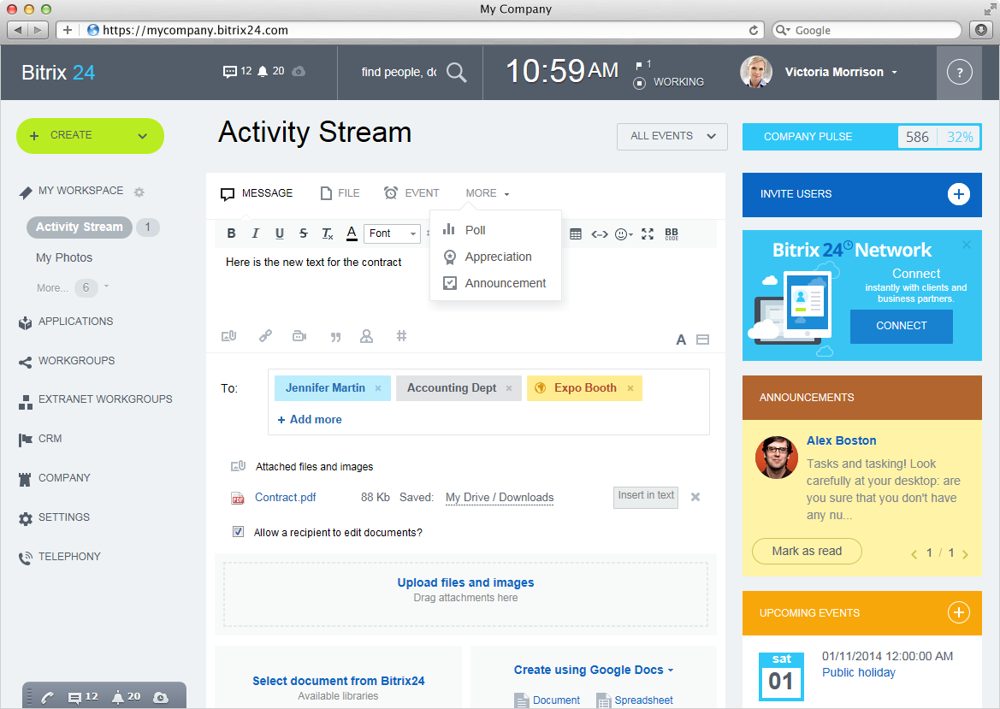 My Company
https://mycompany.bitrix24.com
Google
Bitrix 24
12 20
find people, dc
10:59 AM
1
WORKING
Victoria Morrison
?
+ CREATE
Activity Stream
ALL EVENTS
COMPANY PULSE 586 32%
MY WORKSPACE
Activity Stream 1
My Photos
More... 6
APPLICATIONS
WORKGROUPS
EXTRANET WORKGROUPS
CRM
COMPANY
SETTINGS
TELEPHONY
12 20
MESSAGE FILE EVENT MORE
Poll
Appreciation
Announcement
B I U S Tx A Font BB CODE
Here is the new text for the contract
A
To: Jennifer Martin × Accounting Dept × Expo Booth ×
+ Add more
Attached files and images
PDF Contract.pdf 88 Kb Saved: My Drive / Downloads Insert in text
Allow a recipient to edit documents?
Upload files and images
Drag attachments here
Select document from Bitrix24
Available libraries
Create using Google Docs
Document Spreadsheet
INVITE USERS
Bitrix 24 Network
Connect
instantly with clients and
business partners.
CONNECT
ANNOUNCEMENTS
Alex Boston
Tasks and tasking! Look
carefully at your desktop: are
you sure that you don't have
any nu...
Mark as read 1 / 1
UPCOMING EVENTS
sat
01
01/11/2014 12:00:00 AM
Public holiday